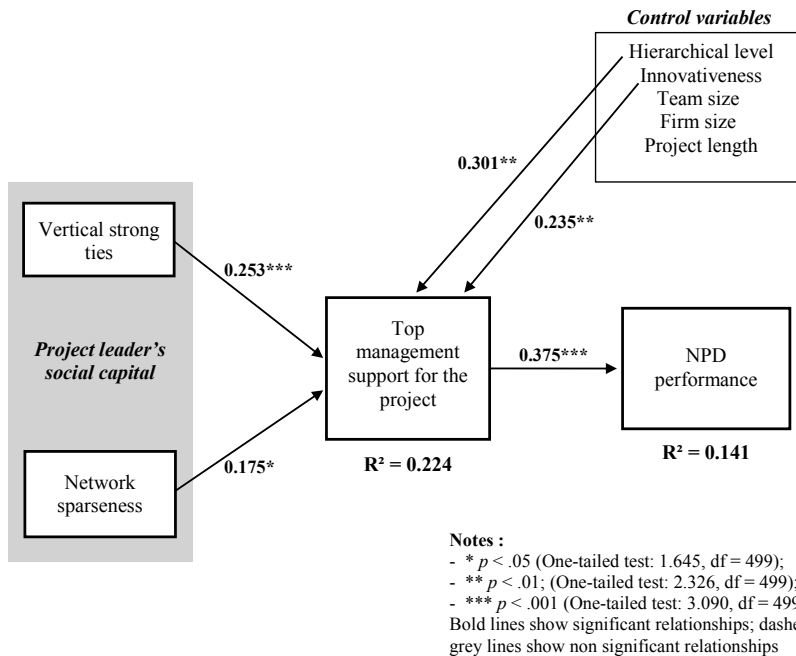 Control variables
Hierarchical level
Innovativeness
Team size
Firm size
Project length
0.301**
0.235**
Vertical strong
ties
0.253***
Project leader's
social capital
Network
sparseness
0.175*
Top
management
support for the
project
R² = 0.224
0.375***
NPD
performance
R² = 0.141
Notes :
- * p < .05 (One-tailed test: 1.645, df = 499);
- ** p < .01; (One-tailed test: 2.326, df = 499);
- *** p < .001 (One-tailed test: 3.090, df = 499
Bold lines show significant relationships; dashe
grey lines show non significant relationships